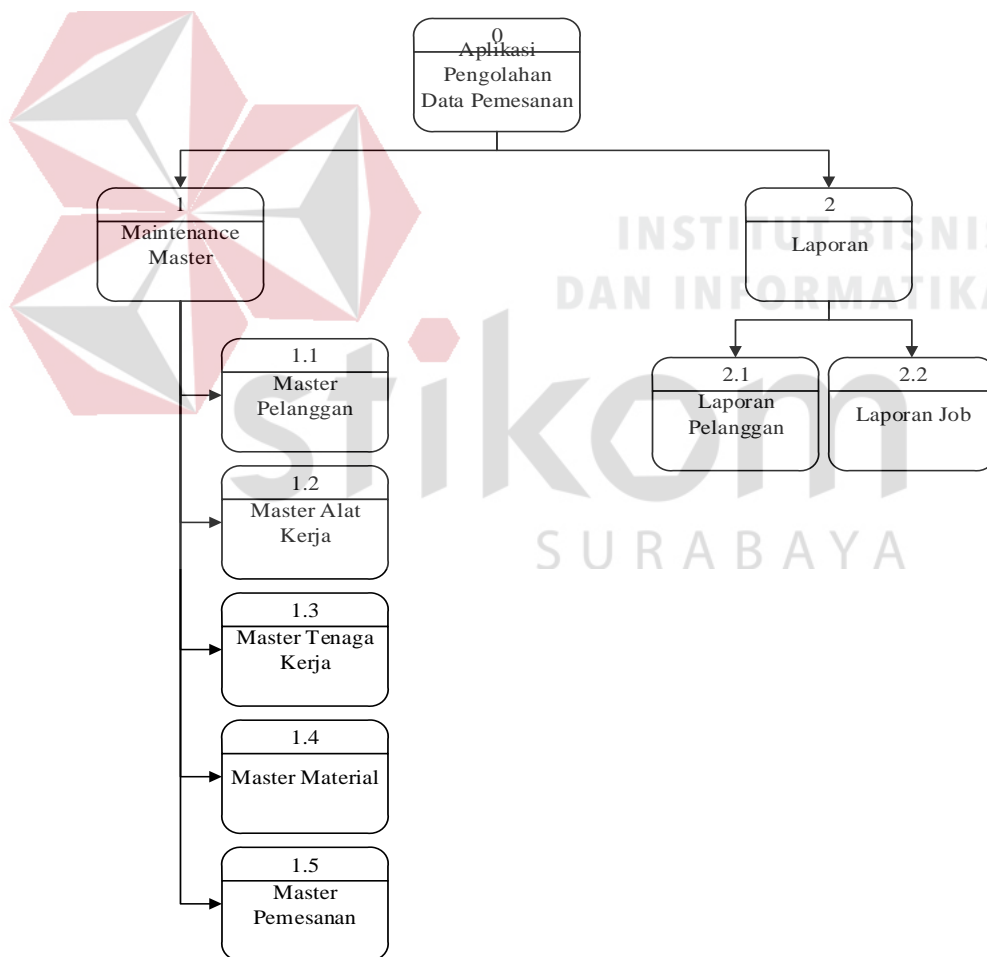 0
Aplikasi
Pengolahan
Data Pemesanan
1
Maintenance
Master
2
Laporan
INSTITUT BISNIS
DAN INFORMATIKA
stikom
SURABAYA
1.1
Master
Pelanggan
1.2
Master Alat
Kerja
1.3
Master Tenaga
Kerja
1.4
Master Material
1.5
Master
Pemesanan
2.1
Laporan
Pelanggan
2.2
Laporan Job